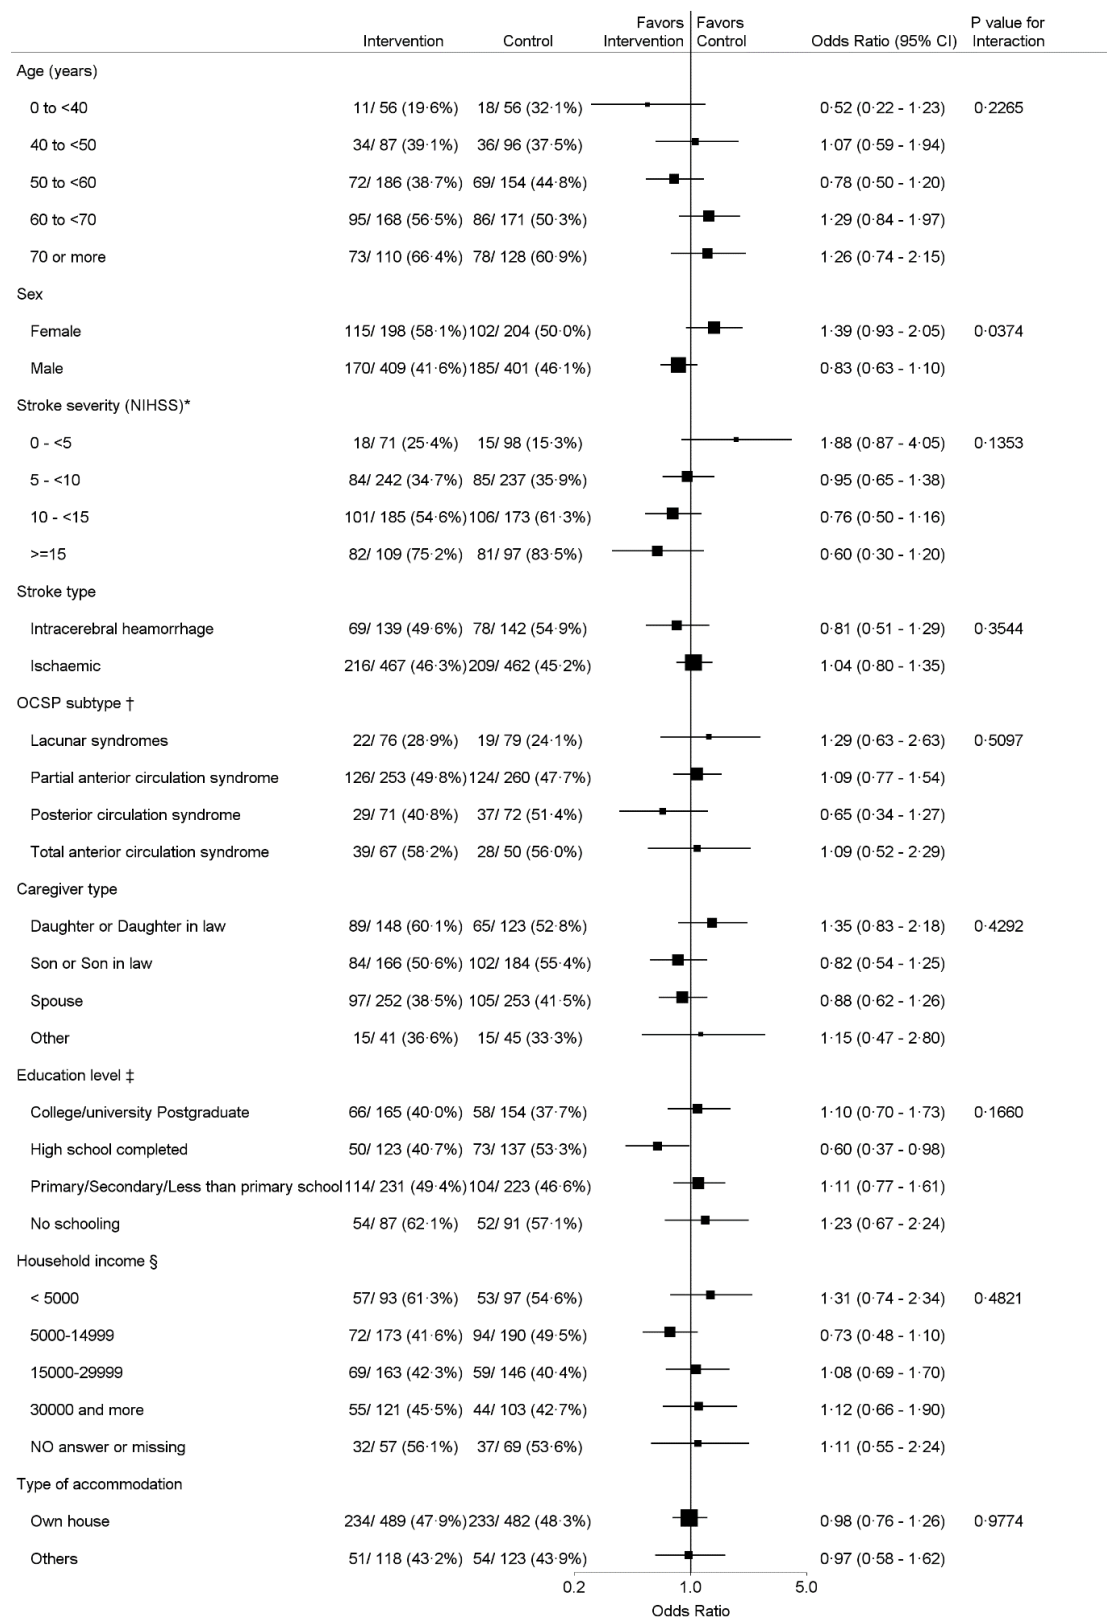 Favors Favors P value for
Intervention Control Intervention Control Odds Ratio (95% CI) Interaction
Age (years)
0 to <40 11/ 56 (19·6%) 18/ 56 (32·1%) 0·52 (0·22 - 1·23) 0·2265
40 to <50 34/ 87 (39·1%) 36/ 96 (37·5%) 1·07 (0·59 - 1·94)
50 to <60 72/ 186 (38·7%) 69/ 154 (44·8%) 0·78 (0·50 - 1·20)
60 to <70 95/ 168 (56·5%) 86/ 171 (50·3%) 1·29 (0·84 - 1·97)
70 or more 73/ 110 (66·4%) 78/ 128 (60·9%) 1·26 (0·74 - 2·15)
Sex
Female 115/ 198 (58·1%) 102/ 204 (50·0%) 1·39 (0·93 - 2·05) 0·0374
Male 170/ 409 (41·6%) 185/ 401 (46·1%) 0·83 (0·63 - 1·10)
Stroke severity (NIHSS)*
0 - <5 18/ 71 (25·4%) 15/ 98 (15·3%) 1·88 (0·87 - 4·05) 0·1353
5 - <10 84/ 242 (34·7%) 85/ 237 (35·9%) 0·95 (0·65 - 1·38)
10 - <15 101/ 185 (54·6%) 106/ 173 (61·3%) 0·76 (0·50 - 1·16)
>=15 82/ 109 (75·2%) 81/ 97 (83·5%) 0·60 (0·30 - 1·20)
Stroke type
Intracerebral heamorrhage 69/ 139 (49·6%) 78/ 142 (54·9%) 0·81 (0·51 - 1·29) 0·3544
Ischaemic 216/ 467 (46·3%) 209/ 462 (45·2%) 1·04 (0·80 - 1·35)
OCSP subtype †
Lacunar syndromes 22/ 76 (28·9%) 19/ 79 (24·1%) 1·29 (0·63 - 2·63) 0·5097
Partial anterior circulation syndrome 126/ 253 (49·8%) 124/ 260 (47·7%) 1·09 (0·77 - 1·54)
Posterior circulation syndrome 29/ 71 (40·8%) 37/ 72 (51·4%) 0·65 (0·34 - 1·27)
Total anterior circulation syndrome 39/ 67 (58·2%) 28/ 50 (56·0%) 1·09 (0·52 - 2·29)
Caregiver type
Daughter or Daughter in law 89/ 148 (60·1%) 65/ 123 (52·8%) 1·35 (0·83 - 2·18) 0·4292
Son or Son in law 84/ 166 (50·6%) 102/ 184 (55·4%) 0·82 (0·54 - 1·25)
Spouse 97/ 252 (38·5%) 105/ 253 (41·5%) 0·88 (0·62 - 1·26)
Other 15/ 41 (36·6%) 15/ 45 (33·3%) 1·15 (0·47 - 2·80)
Education level ‡
College/university Postgraduate 66/ 165 (40·0%) 58/ 154 (37·7%) 1·10 (0·70 - 1·73) 0·1660
High school completed 50/ 123 (40·7%) 73/ 137 (53·3%) 0·60 (0·37 - 0·98)
Primary/Secondary/Less than primary school 114/ 231 (49·4%) 104/ 223 (46·6%) 1·11 (0·77 - 1·61)
No schooling 54/ 87 (62·1%) 52/ 91 (57·1%) 1·23 (0·67 - 2·24)
Household income §
< 5000 57/ 93 (61·3%) 53/ 97 (54·6%) 1·31 (0·74 - 2·34) 0·4821
5000-14999 72/ 173 (41·6%) 94/ 190 (49·5%) 0·73 (0·48 - 1·10)
15000-29999 69/ 163 (42·3%) 59/ 146 (40·4%) 1·08 (0·69 - 1·70)
30000 and more 55/ 121 (45·5%) 44/ 103 (42·7%) 1·12 (0·66 - 1·90)
NO answer or missing 32/ 57 (56·1%) 37/ 69 (53·6%) 1·11 (0·55 - 2·24)
Type of accommodation
Own house 234/ 489 (47·9%) 233/ 482 (48·3%) 0·98 (0·76 - 1·26) 0·9774
Others 51/ 118 (43·2%) 54/ 123 (43·9%) 0·97 (0·58 - 1·62)
0.2 1.0 5.0
Odds Ratio